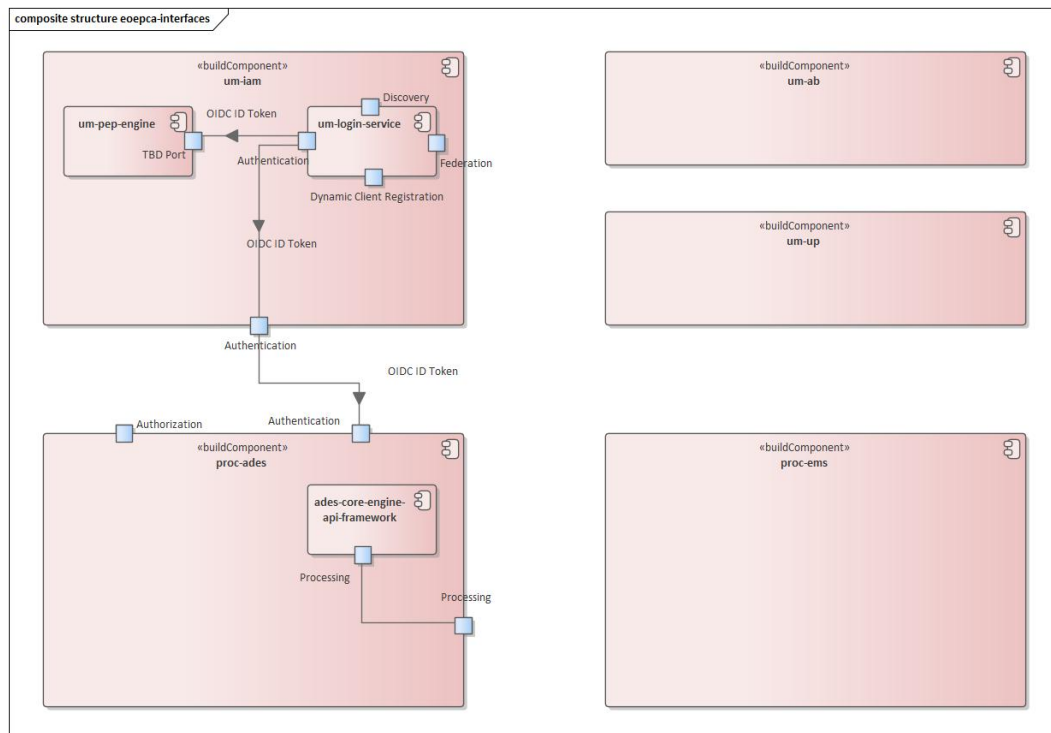 composite structure eoepca-interfaces
«buildComponent»
um-iam
um-pep-engine
OIDC ID Token
TBD Port
Discovery
um-login-service
Authentication
Federation
Dynamic Client Registration
OIDC ID Token
Authentication
«buildComponent»
um-ab
«buildComponent»
um-up
OIDC ID Token
Authorization
Authentication
«buildComponent»
proc-ades
ades-core-engine-
api-framework
Processing
Processing
«buildComponent»
proc-ems